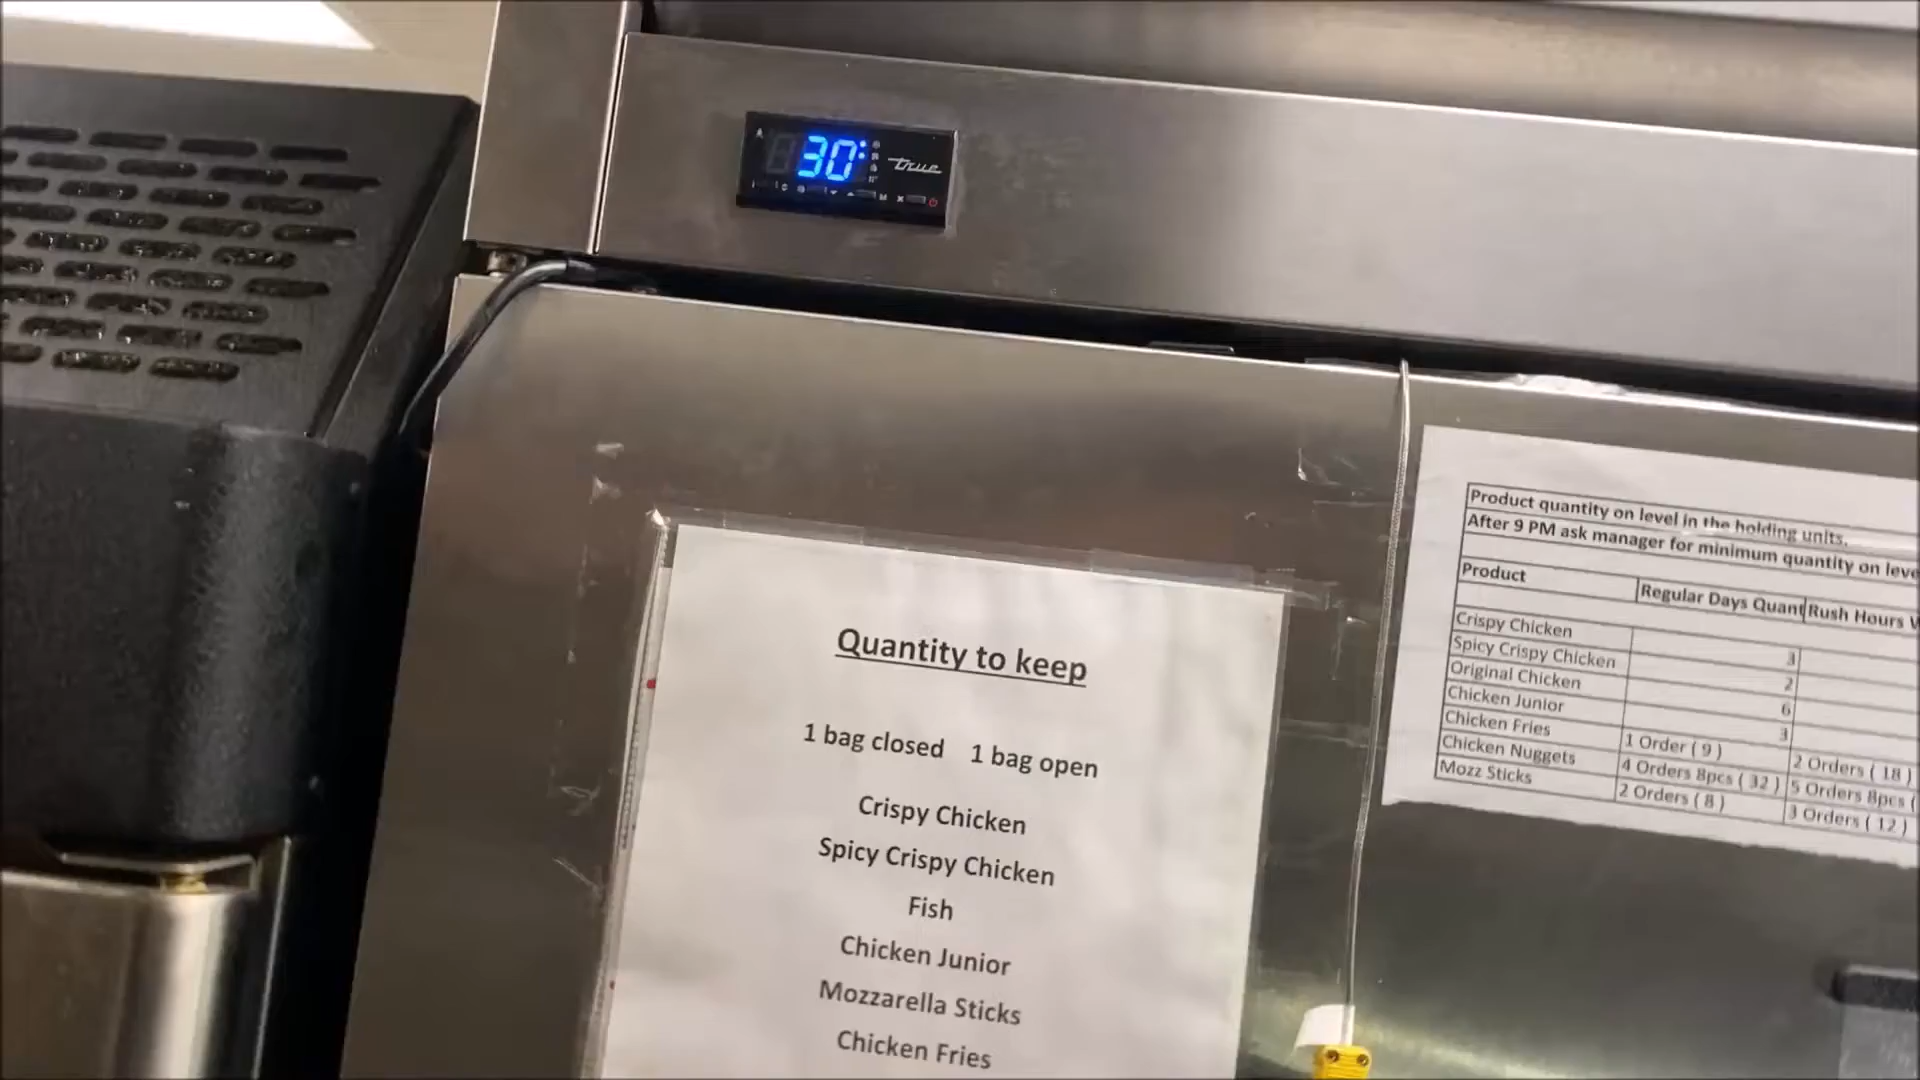 30
true
Quantity to keep
1 bag closed 1 bag open
Crispy Chicken
Spicy Crispy Chicken
Fish
Chicken Junior
Mozzarella Sticks
Chicken Fries
Product quantity on level in the holding units.
After 9 PM ask manager for minimum quantity on leve
Product Regular Days Quant Rush Hours
Crispy Chicken 3
Spicy Crispy Chicken 2
Original Chicken 6
Chicken Junior 3
Chicken Fries 1 Order ( 9 ) 2 Orders ( 18 )
Chicken Nuggets 4 Orders 8pcs ( 32 ) 5 Orders 8pcs (
Mozz Sticks 2 Orders ( 8 ) 3 Orders ( 12 )